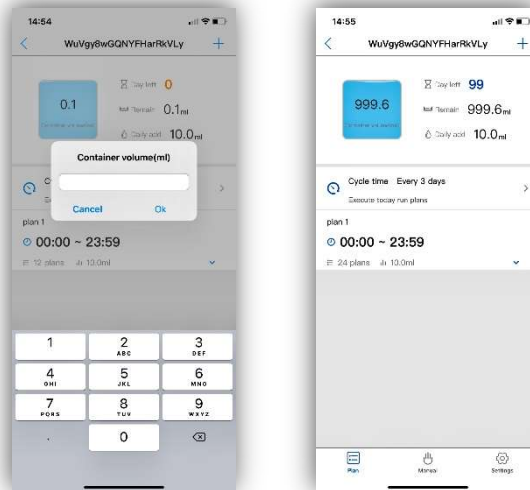 14:54
WuVgy8wGQNYFHarRkVLy
0.1
Day left 0
Remain 0.1ml
Daily add 10.0ml
Container volume(ml)
Cancel Ok
plan 1
00:00 ~ 23:59
12 plans 10.0ml
1 2 3
ABC DEF
4 5 6
GHI JKL MNO
7 8 9
PQRS TUV WXYZ
. 0
14:55
WuVgy8wGQNYFHarRkVLy
999.6
Day left 99
Remain 999.6ml
Daily add 10.0ml
Cycle time Every 3 days
Execute today run plans
plan 1
00:00 ~ 23:59
24 plans 10.0ml
Plan Manual Settings